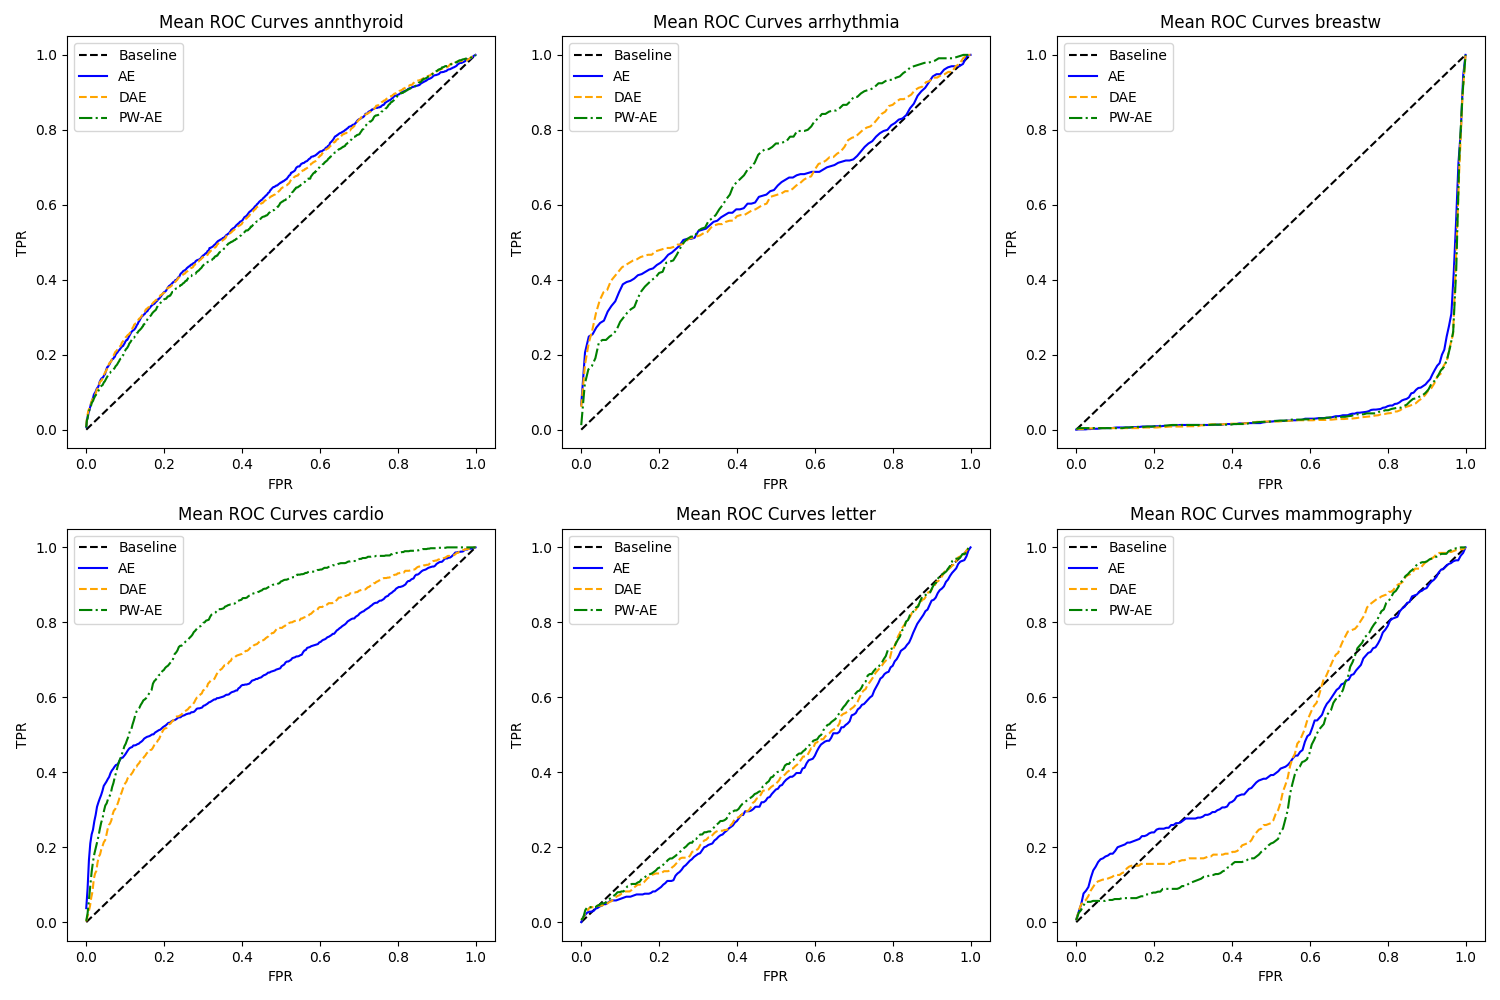 Mean ROC Curves annthyroid
1.0
0.8
0.6
0.4
0.2
0.0
TPR
Baseline
AE
DAE
PW-AE
0.0 0.2 0.4 0.6 0.8 1.0
FPR
Mean ROC Curves arrhythmia
1.0
0.8
0.6
0.4
0.2
0.0
TPR
Baseline
AE
DAE
PW-AE
0.0 0.2 0.4 0.6 0.8 1.0
FPR
Mean ROC Curves breastw
1.0
0.8
0.6
0.4
0.2
0.0
TPR
Baseline
AE
DAE
PW-AE
0.0 0.2 0.4 0.6 0.8 1.0
FPR
Mean ROC Curves cardio
1.0
0.8
0.6
0.4
0.2
0.0
TPR
Baseline
AE
DAE
PW-AE
0.0 0.2 0.4 0.6 0.8 1.0
FPR
Mean ROC Curves letter
1.0
0.8
0.6
0.4
0.2
0.0
TPR
Baseline
AE
DAE
PW-AE
0.0 0.2 0.4 0.6 0.8 1.0
FPR
Mean ROC Curves mammography
1.0
0.8
0.6
0.4
0.2
0.0
TPR
Baseline
AE
DAE
PW-AE
0.0 0.2 0.4 0.6 0.8 1.0
FPR